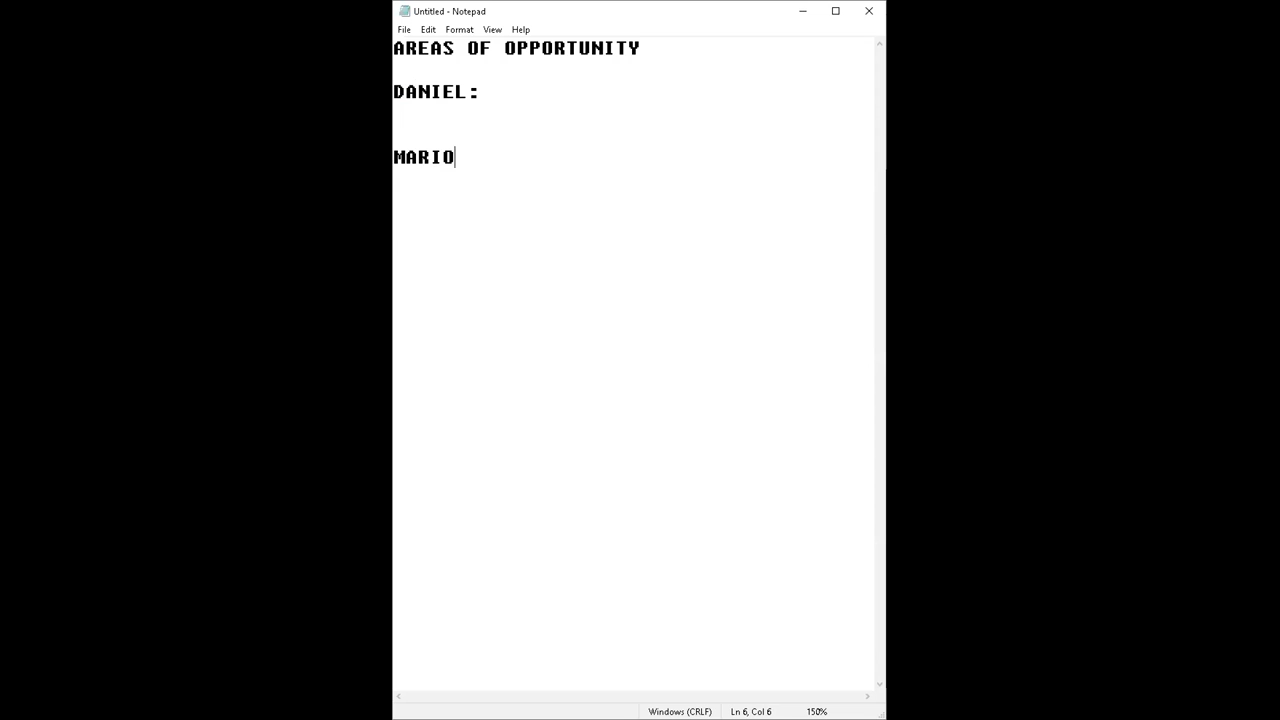 Untitled - Notepad
File Edit Format View Help
AREAS OF OPPORTUNITY
DANIEL:
MARIO
Windows (CRLF) Ln 6, Col 6 150%